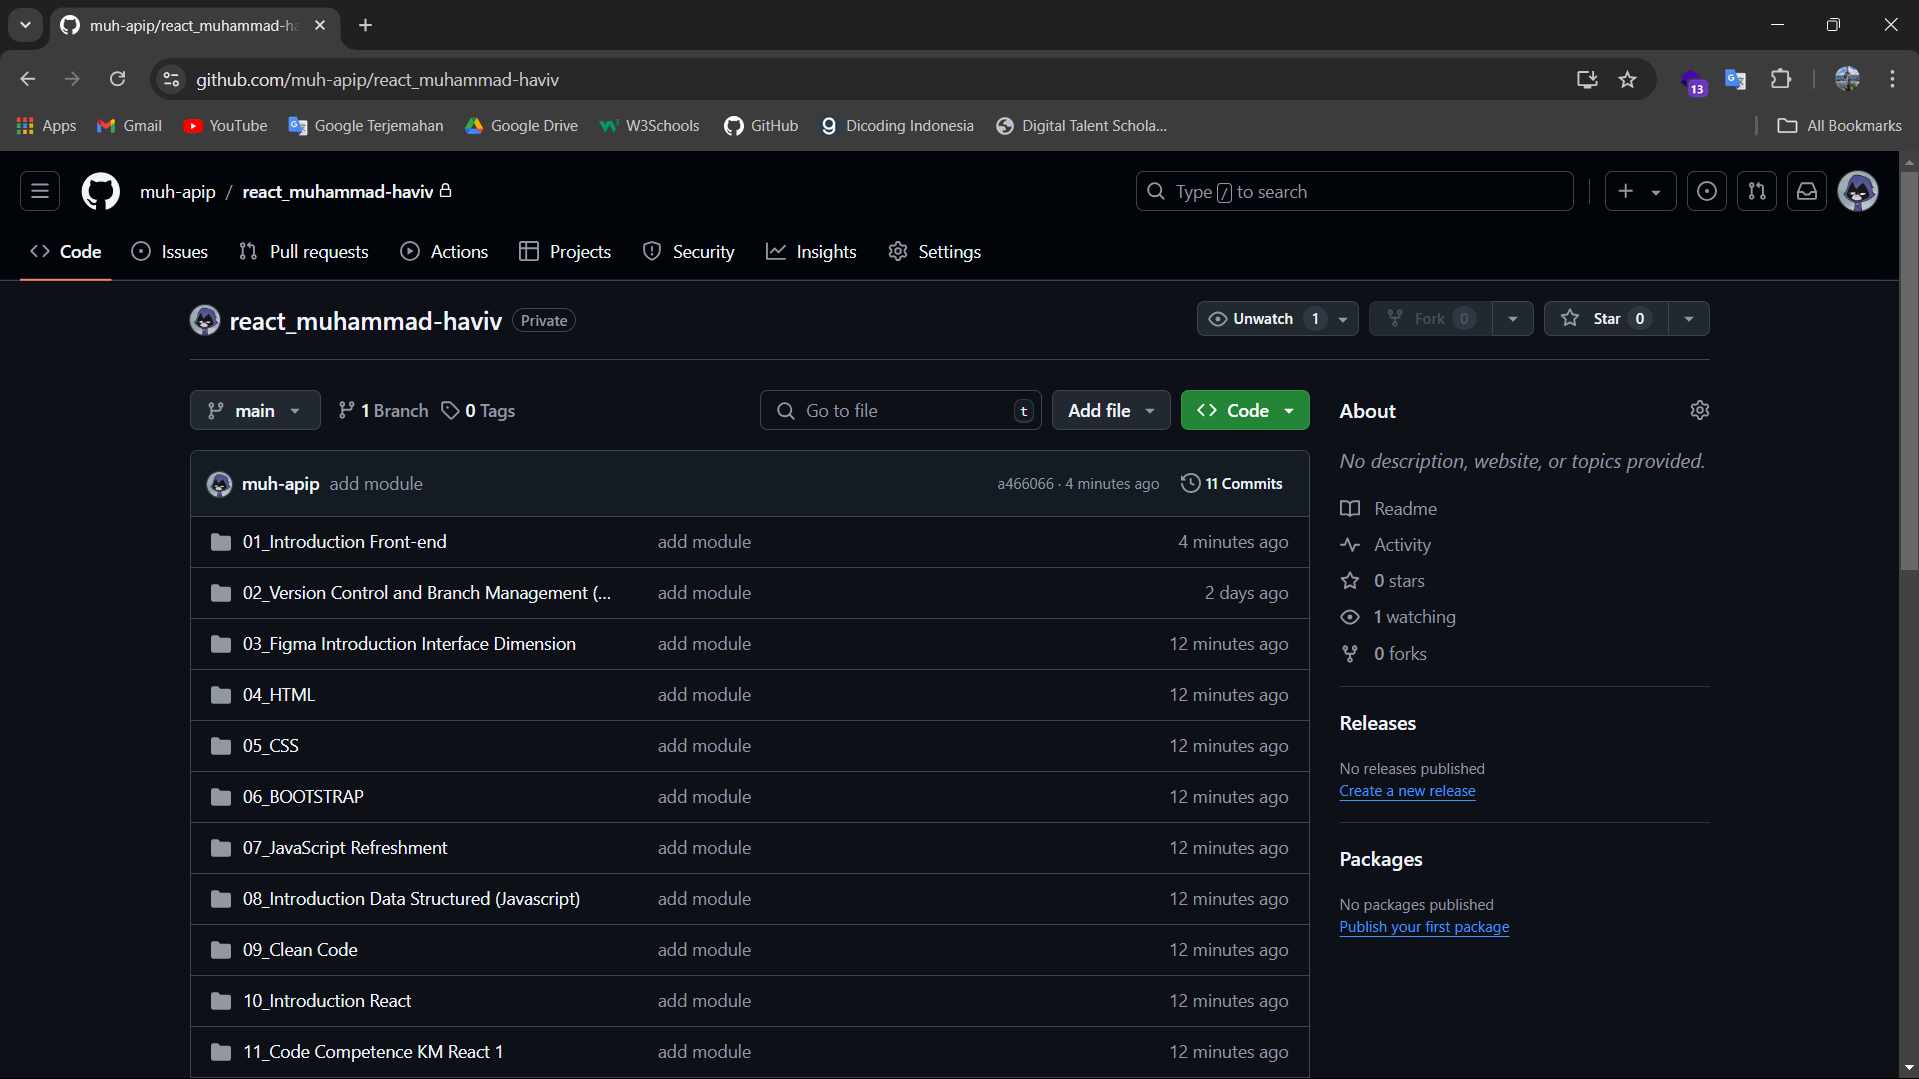 muh-apip/react_muhammad-ha
github.com/muh-apip/react_muhammad-haviv
13
Apps
Gmail
YouTube
Google Terjemahan
Google Drive
W3Schools
GitHub
Dicoding Indonesia
Digital Talent Schola...
All Bookmarks
muh-apip / react_muhammad-haviv
Type / to search
Code
Issues
Pull requests
Actions
Projects
Security
Insights
Settings
react_muhammad-haviv
Private
Unwatch 1
Fork 0
Star 0
main
1 Branch
0 Tags
Go to file
t
Add file
Code
muh-apip add module
a466066 · 4 minutes ago
11 Commits
01_Introduction Front-end
add module
4 minutes ago
02_Version Control and Branch Management (...
add module
2 days ago
03_Figma Introduction Interface Dimension
add module
12 minutes ago
04_HTML
add module
12 minutes ago
05_CSS
add module
12 minutes ago
06_BOOTSTRAP
add module
12 minutes ago
07_JavaScript Refreshment
add module
12 minutes ago
08_Introduction Data Structured (Javascript)
add module
12 minutes ago
09_Clean Code
add module
12 minutes ago
10_Introduction React
add module
12 minutes ago
11_Code Competence KM React 1
add module
12 minutes ago
About
No description, website, or topics provided.
Readme
Activity
0 stars
1 watching
0 forks
Releases
No releases published
Create a new release
Packages
No packages published
Publish your first package